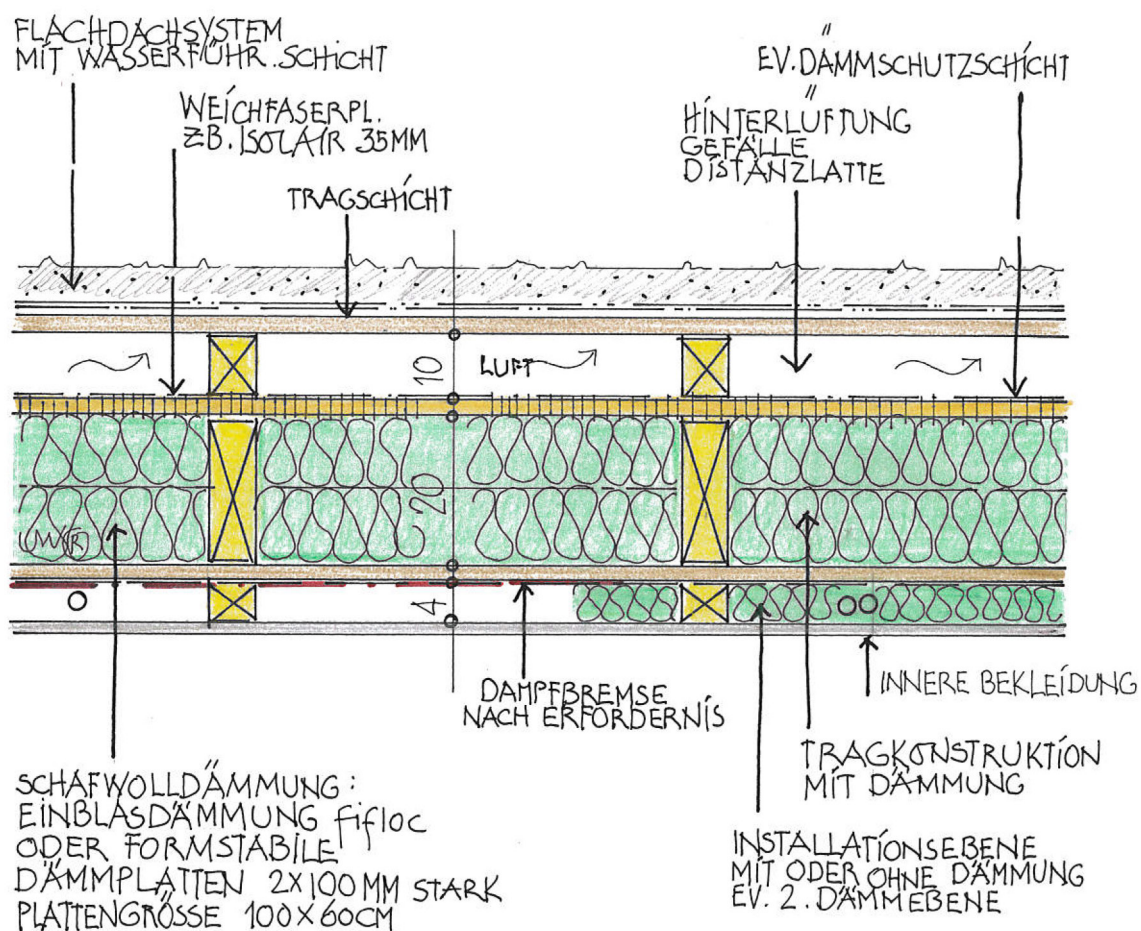 FLACHDACHSYSTEM
MIT WASSERFÜHR. SCHICHT
WEICHFASERPL.
ZB. ISOLAIR 35MM
TRAGSCHICHT
EV. DÄMMSCHUTZSCHICHT
HINTERLÜFTUNG
GEFÄLLE
DISTANZLATTE
10
LUFT
20
4
DAMPFBREMSE
NACH ERFORDERNIS
INNERE BEKLEIDUNG
TRAGKONSTRUKTION
MIT DÄMMUNG
SCHAFWOLLDÄMMUNG:
EINBLASDÄMMUNG fifloc
ODER FORMSTABILE
DÄMMPLATTEN 2X100MM STARK
PLATTENGRÖSSE 100X60CM
INSTALLATIONSEBENE
MIT ODER OHNE DÄMMUNG
EV. 2. DÄMMEBENE